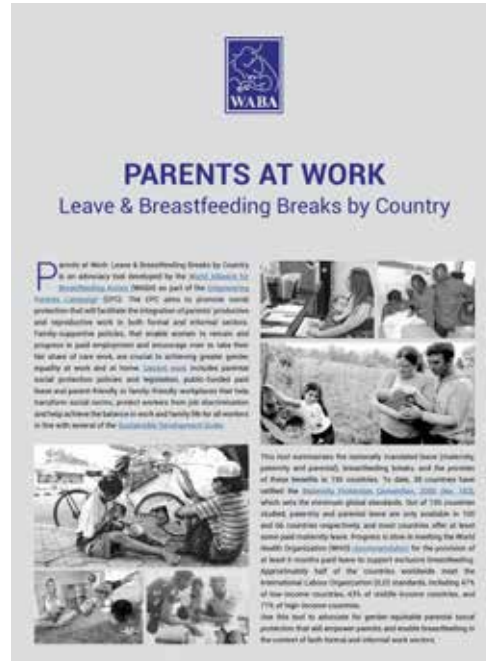 WABA
PARENTS AT WORK
Leave & Breastfeeding Breaks by Country
Parents at Work: Leave & Breastfeeding Breaks by Country
is an advocacy tool developed by the World Alliance for
Breastfeeding Action (WABA) as part of the Empowering
Parents Campaign (EPC). The EPC aims to promote social
protection that will facilitate the integration of parents' productive
and reproductive work in both formal and informal sectors.
Family-supportive policies, that enable women to remain and
progress in paid employment and encourage men to take their
fair share of care work, are crucial to achieving greater gender
equality at work and at home. includes parental
social protection policies and legislation, public-funded paid
leave and parent-friendly or family-friendly workplaces that help
transform social norms, protect workers from job discrimination
and help achieve the balance in work and family life for all workers
in line with several of the Sustainable Development Goals.
This tool summarises the nationally mandated leave (maternity,
paternity and parental), breastfeeding breaks, and the provision
of these benefits in countries. To date, countries have
ratified the Maternity Protection Convention, 2000 (No. 183),
which sets the minimum global standards. Out of countries
studied, paternity and parental leave are only available in
and 66 countries respectively, and most countries offer at least
some paid maternity leave. Progress is slow in meeting the World
Health Organization (WHO) recommendation for the provision of
at least 6 months paid leave to support exclusive breastfeeding.
Approximately half of the countries worldwide meet the
International Labour Organization (ILO) standards, including 47%
of low-income countries, 43% of middle-income countries, and
71% of high-income countries.
Use this tool to advocate for gender-equitable parental social
protection that will empower parents and enable breastfeeding in
the context of both formal and informal work sectors.